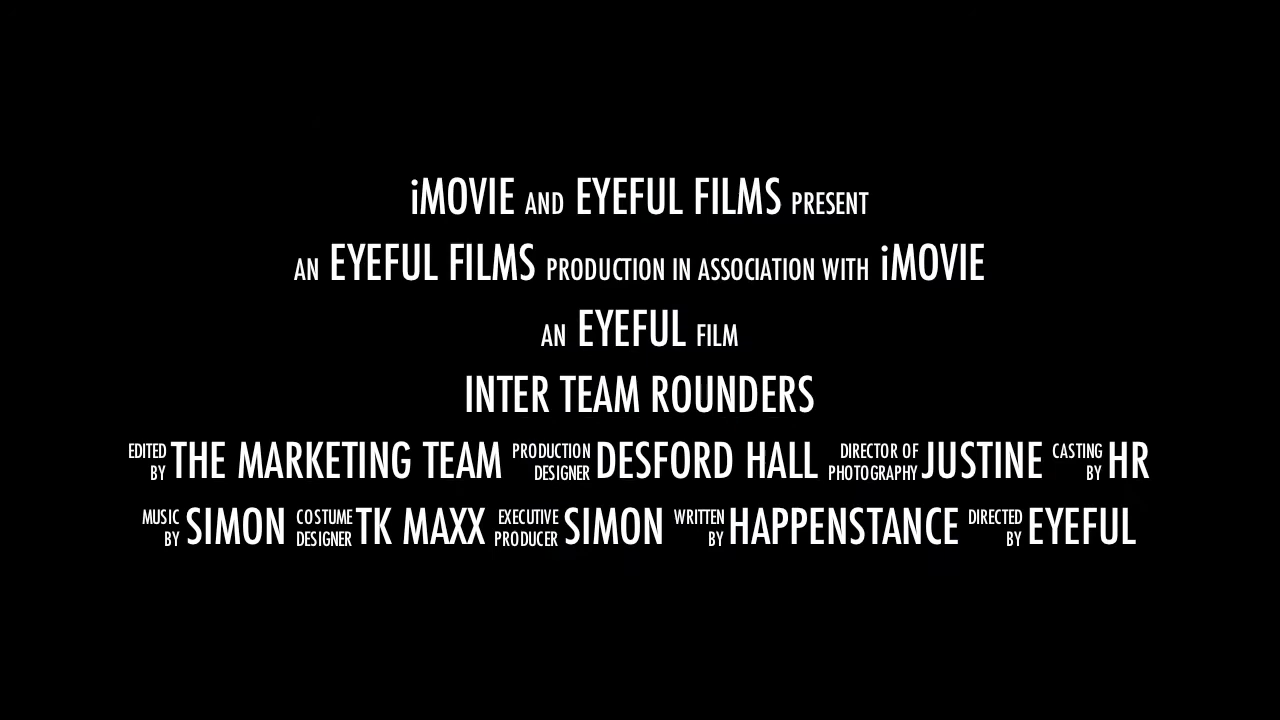 iMOVIE AND EYEFUL FILMS PRESENT
AN EYEFUL FILMS PRODUCTION IN ASSOCIATION WITH iMOVIE
AN EYEFUL FILM
INTER TEAM ROUNDERS
EDITED BY THE MARKETING TEAM PRODUCTION DESIGNER DESFORD HALL DIRECTOR OF PHOTOGRAPHY JUSTINE CASTING BY HR
MUSIC BY SIMON COSTUME DESIGNER TK MAXX EXECUTIVE PRODUCER SIMON WRITTEN BY HAPPENSTANCE DIRECTED BY EYEFUL